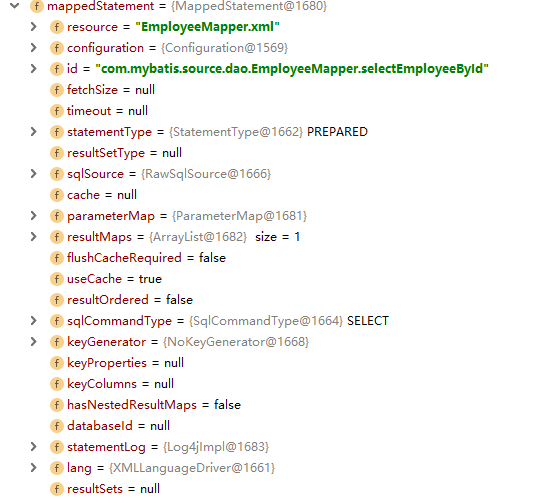 mappedStatement = {MappedStatement@1680}
f resource = "EmployeeMapper.xml"
f configuration = {Configuration@1569}
f id = "com.mybatis.source.dao.EmployeeMapper.selectEmployeeById"
f fetchSize = null
f timeout = null
f statementType = {StatementType@1662} PREPARED
f resultSetType = null
f sqlSource = {RawSqlSource@1666}
f cache = null
f parameterMap = {ParameterMap@1681}
f resultMaps = {ArrayList@1682} size = 1
f flushCacheRequired = false
f useCache = true
f resultOrdered = false
f sqlCommandType = {SqlCommandType@1664} SELECT
f keyGenerator = {NoKeyGenerator@1668}
f keyProperties = null
f keyColumns = null
f hasNestedResultMaps = false
f databaseId = null
f statementLog = {Log4jImpl@1683}
f lang = {XMLLanguageDriver@1661}
f resultSets = null